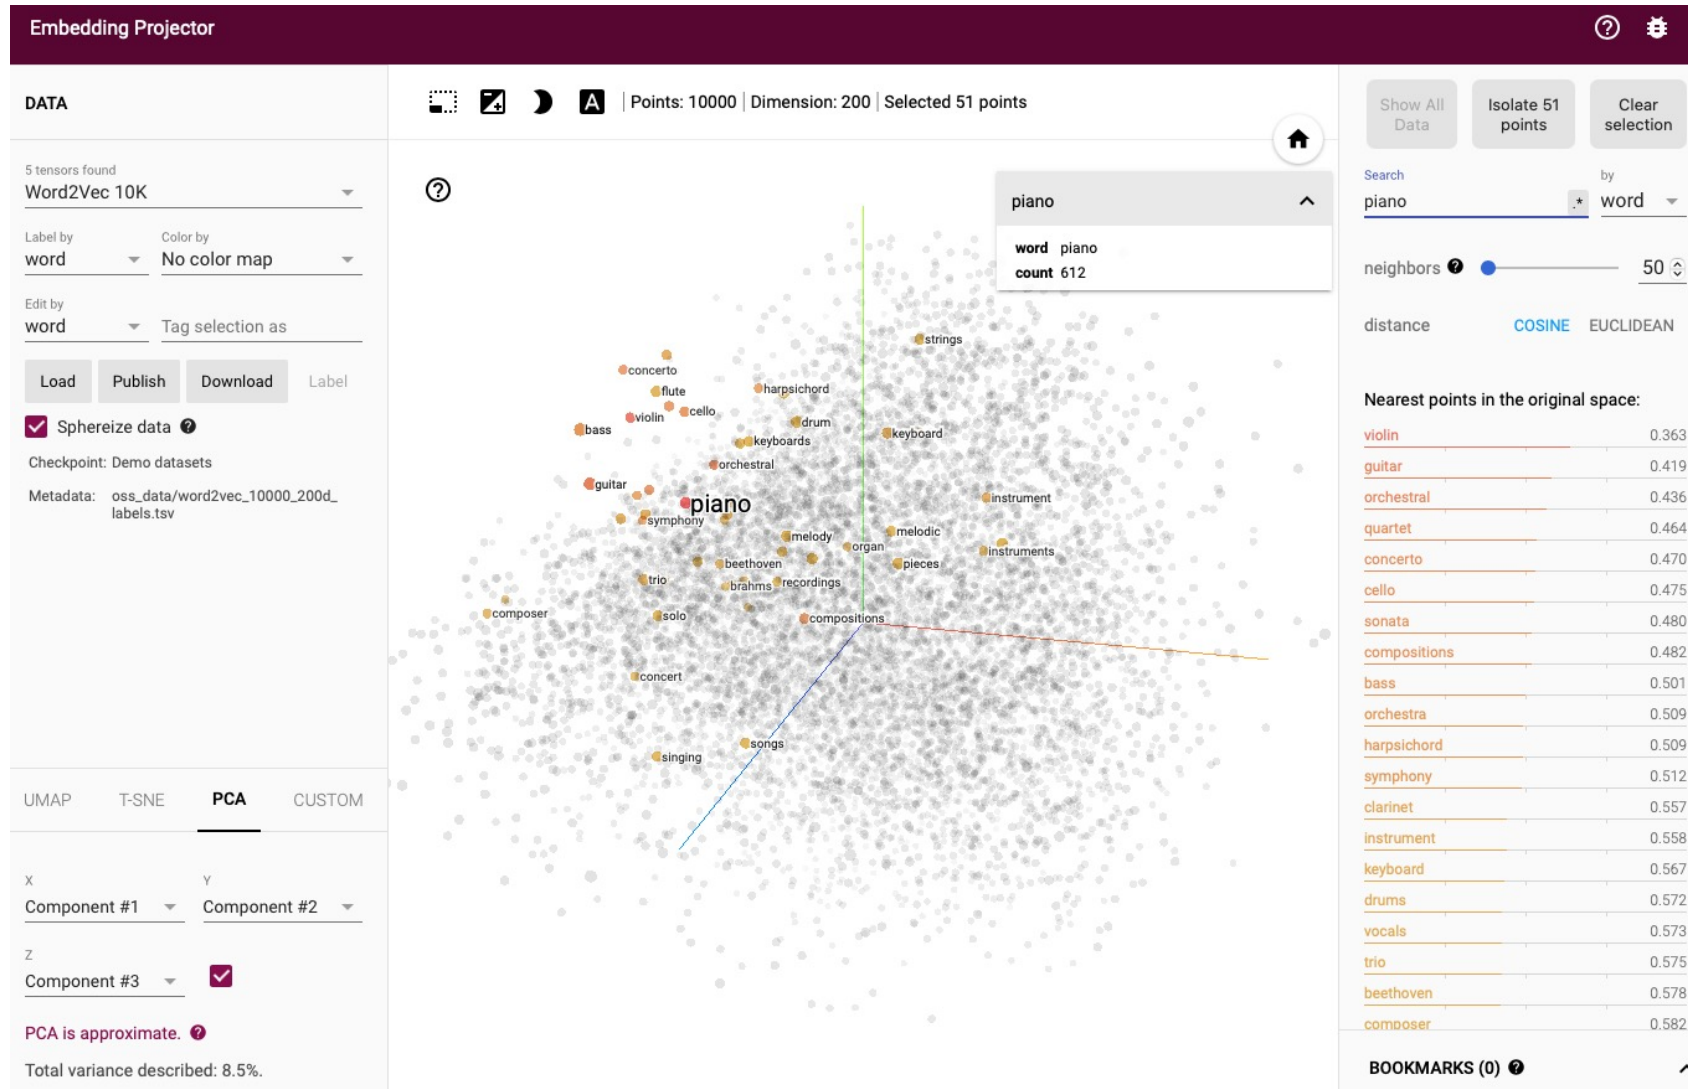 Embedding Projector
DATA
5 tensors found
Word2Vec 10K
Label by
Color by
word
No color map
Edit by
word
Tag selection as
Load
Publish
Download
Label
Sphereize data
Checkpoint: Demo datasets
Metadata: oss_data/word2vec_10000_200d_
labels.tsv
UMAP
T-SNE
PCA
CUSTOM
X
Y
Component #1
Component #2
Z
Component #3
PCA is approximate.
Total variance described: 8.5%.
A
Points: 10000 | Dimension: 200 | Selected 51 points
piano
word piano
count 612
strings
concerto
flute
harpsichord
cello
violin
drum
bass
keyboards
keyboard
orchestral
guitar
piano
instrument
symphony
melody
melodic
organ
instruments
beethoven
pieces
trio
brahms
recordings
composer
solo
compositions
concert
songs
singing
Show All
Data
Isolate 51
points
Clear
selection
Search
by
piano
.*
word
neighbors
50
distance
COSINE
EUCLIDEAN
Nearest points in the original space:
violin 0.363
guitar 0.419
orchestral 0.436
quartet 0.464
concerto 0.470
cello 0.475
sonata 0.480
compositions 0.482
bass 0.501
orchestra 0.509
harpsichord 0.509
symphony 0.512
clarinet 0.557
instrument 0.558
keyboard 0.567
drums 0.572
vocals 0.573
trio 0.575
beethoven 0.578
composer 0.582
BOOKMARKS (0)